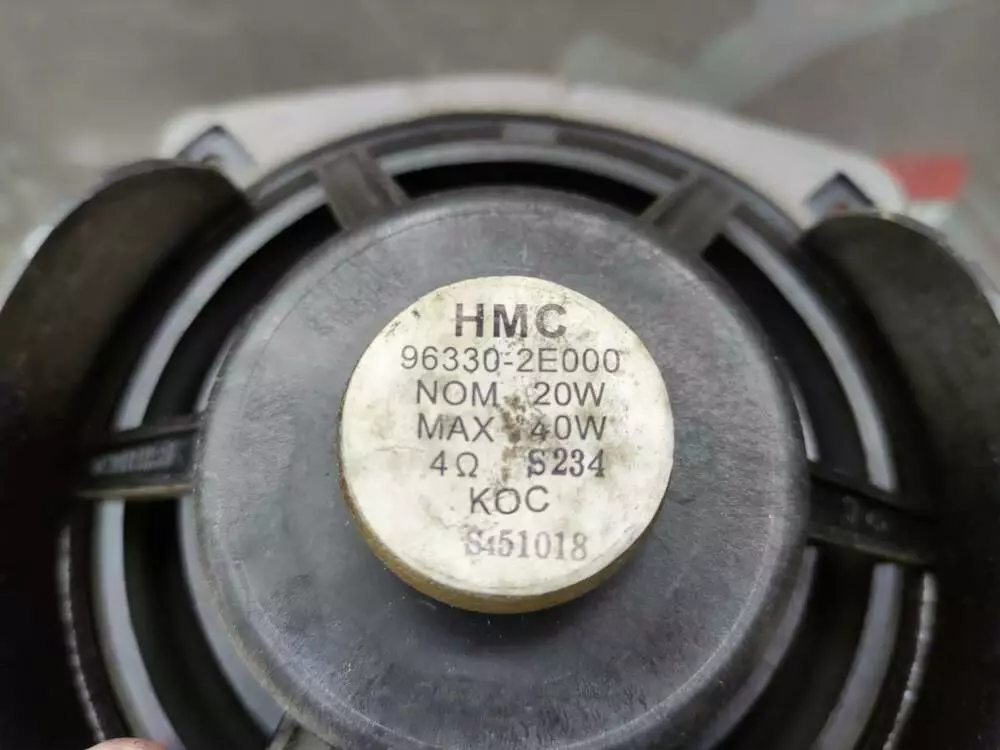 HMC
96330-2E000
NOM 20W
MAX 40W
4Ω S234
KOC
S451018